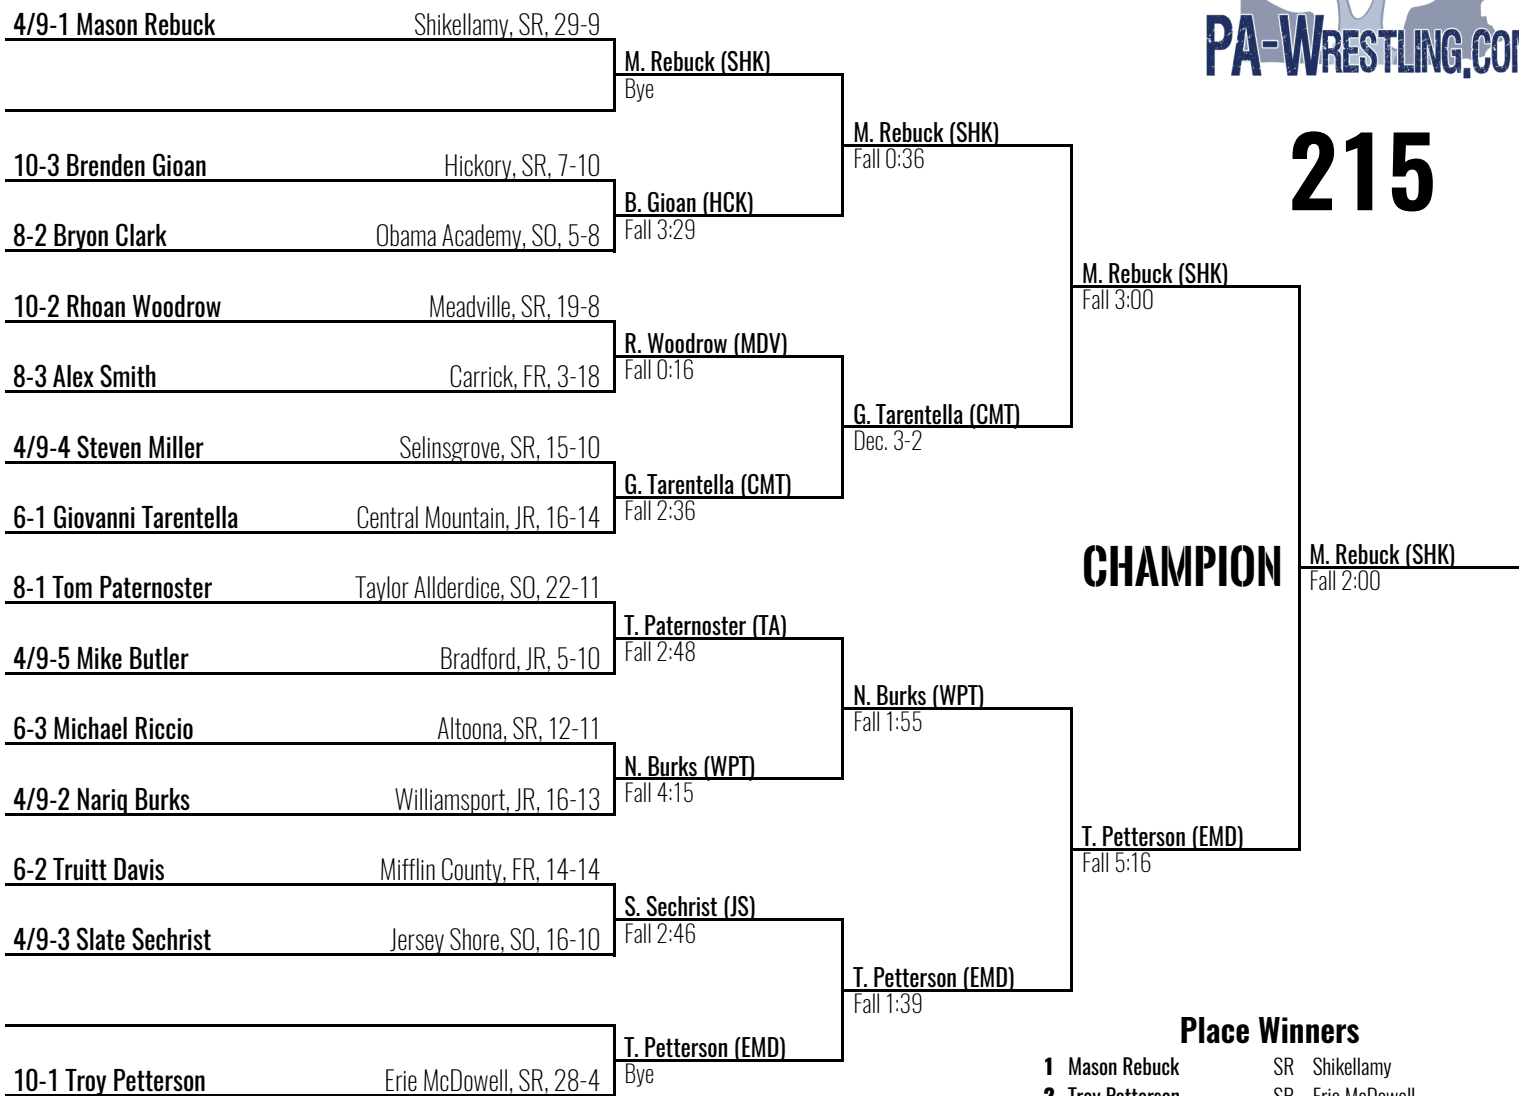 4/9-1 Mason Rebuck Shikellamy, SR, 29-9
M. Rebuck (SHK)
Bye
10-3 Brenden Gioan Hickory, SR, 7-10
B. Gioan (HCK)
Fall 3:29
8-2 Bryon Clark Obama Academy, SO, 5-8
M. Rebuck (SHK)
Fall 0:36
10-2 Rhoan Woodrow Meadville, SR, 19-8
R. Woodrow (MDV)
Fall 0:16
8-3 Alex Smith Carrick, FR, 3-18
4/9-4 Steven Miller Selinsgrove, SR, 15-10
G. Tarentella (CMT)
Fall 2:36
6-1 Giovanni Tarentella Central Mountain, JR, 16-14
G. Tarentella (CMT)
Dec. 3-2
M. Rebuck (SHK)
Fall 3:00
8-1 Tom Paternoster Taylor Allderdice, SO, 22-11
T. Paternoster (TA)
Fall 2:48
4/9-5 Mike Butler Bradford, JR, 5-10
6-3 Michael Riccio Altoona, SR, 12-11
N. Burks (WPT)
Fall 4:15
4/9-2 Nariq Burks Williamsport, JR, 16-13
N. Burks (WPT)
Fall 1:55
6-2 Truitt Davis Mifflin County, FR, 14-14
S. Sechrist (JS)
Fall 2:46
4/9-3 Slate Sechrist Jersey Shore, SO, 16-10
T. Petterson (EMD)
Bye
10-1 Troy Petterson Erie McDowell, SR, 28-4
T. Petterson (EMD)
Fall 1:39
T. Petterson (EMD)
Fall 5:16
CHAMPION
M. Rebuck (SHK)
Fall 2:00
PA-WRESTLING.COM
215
Place Winners
1 Mason Rebuck SR Shikellamy
2 Troy Petterson SR Erie McDowell